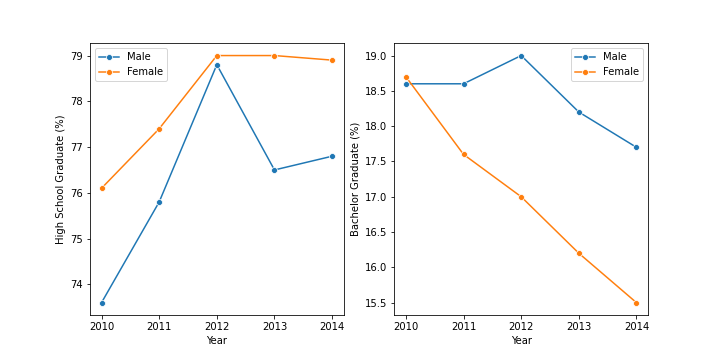 High School Graduate (%)
79
78
77
76
75
74
Male
Female
2010 2011 2012 2013 2014
Year
Bachelor Graduate (%)
19.0
18.5
18.0
17.5
17.0
16.5
16.0
15.5
Male
Female
2010 2011 2012 2013 2014
Year